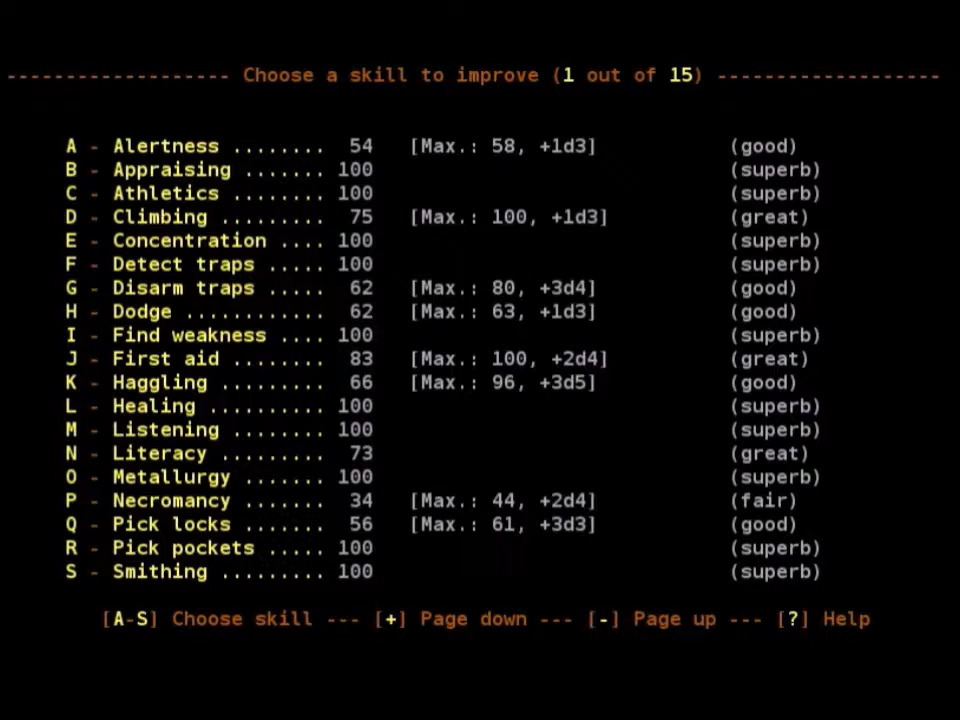 ------------------- Choose a skill to improve (1 out of 15) -------------------
A - Alertness ........ 54 [Max.: 58, +1d3] (good)
B - Appraising ....... 100 (superb)
C - Athletics ........ 100 (superb)
D - Climbing ......... 75 [Max.: 100, +1d3] (great)
E - Concentration .... 100 (superb)
F - Detect traps ..... 100 (superb)
G - Disarm traps ..... 62 [Max.: 80, +3d4] (good)
H - Dodge ............ 62 [Max.: 63, +1d3] (good)
I - Find weakness .... 100 (superb)
J - First aid ........ 83 [Max.: 100, +2d4] (great)
K - Haggling ......... 66 [Max.: 96, +3d5] (good)
L - Healing .......... 100 (superb)
M - Listening ........ 100 (superb)
N - Literacy ......... 73 (great)
O - Metallurgy ....... 100 (superb)
P - Necromancy ....... 34 [Max.: 44, +2d4] (fair)
Q - Pick locks ....... 56 [Max.: 61, +3d3] (good)
R - Pick pockets ..... 100 (superb)
S - Smithing ......... 100 (superb)
[A-S] Choose skill --- [+] Page down --- [-] Page up --- [?] Help